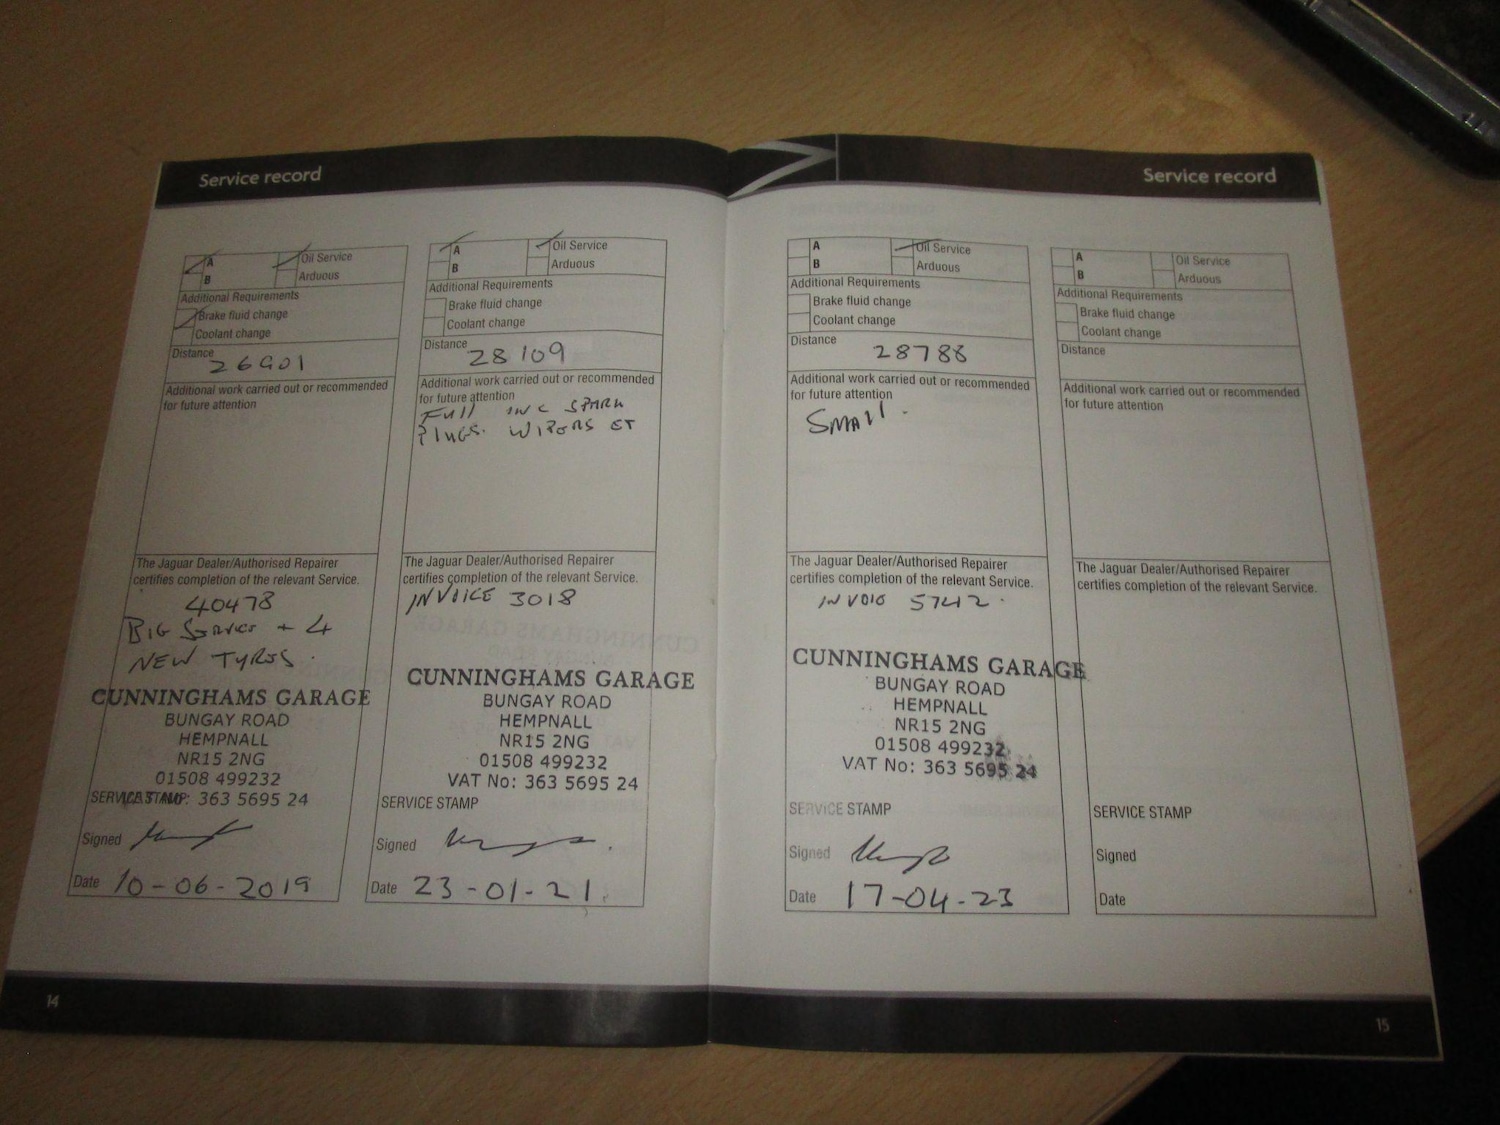 Service record
A
Oil Service
B
Arduous
Additional Requirements
Brake fluid change
Coolant change
Distance
26901
Additional work carried out or recommended
for future attention
The Jaguar Dealer/Authorised Repairer
certifies completion of the relevant Service.
40478
BIG SERVICE + 4
NEW TYRES.
CUNNINGHAMS GARAGE
BUNGAY ROAD
HEMPNALL
NR15 2NG
01508 499232
VAT No: 363 5695 24
SERVICE STAMP
Signed
Date 10-06-2019
A
Oil Service
B
Arduous
Additional Requirements
Brake fluid change
Coolant change
Distance
28109
Additional work carried out or recommended
for future attention
FUll INC SPARK
PlUGS. WIPERS ET
The Jaguar Dealer/Authorised Repairer
certifies completion of the relevant Service.
INVOICE 3018
CUNNINGHAMS GARAGE
BUNGAY ROAD
HEMPNALL
NR15 2NG
01508 499232
VAT No: 363 5695 24
SERVICE STAMP
Signed
Date 23-01-21
14
Service record
A
Oil Service
B
Arduous
Additional Requirements
Brake fluid change
Coolant change
Distance
28788
Additional work carried out or recommended
for future attention
SMAll.
The Jaguar Dealer/Authorised Repairer
certifies completion of the relevant Service.
5742.
CUNNINGHAMS GARAGE
BUNGAY ROAD
HEMPNALL
NR15 2NG
01508 499232
VAT No: 363 5695 24
SERVICE STAMP
Signed
Date 17-04-23
A
Oil Service
B
Arduous
Additional Requirements
Brake fluid change
Coolant change
Distance
Additional work carried out or recommended
for future attention
The Jaguar Dealer/Authorised Repairer
certifies completion of the relevant Service.
SERVICE STAMP
Signed
Date
15